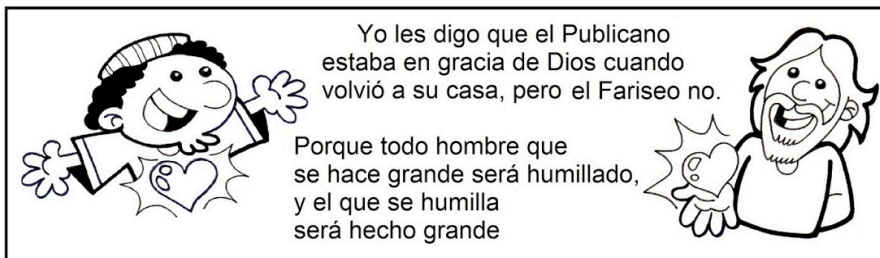 Yo les digo que el Publicano
estaba en gracia de Dios cuando
volvió a su casa, pero el Fariseo no.
Porque todo hombre que
se hace grande será humillado,
y el que se humilla
será hecho grande